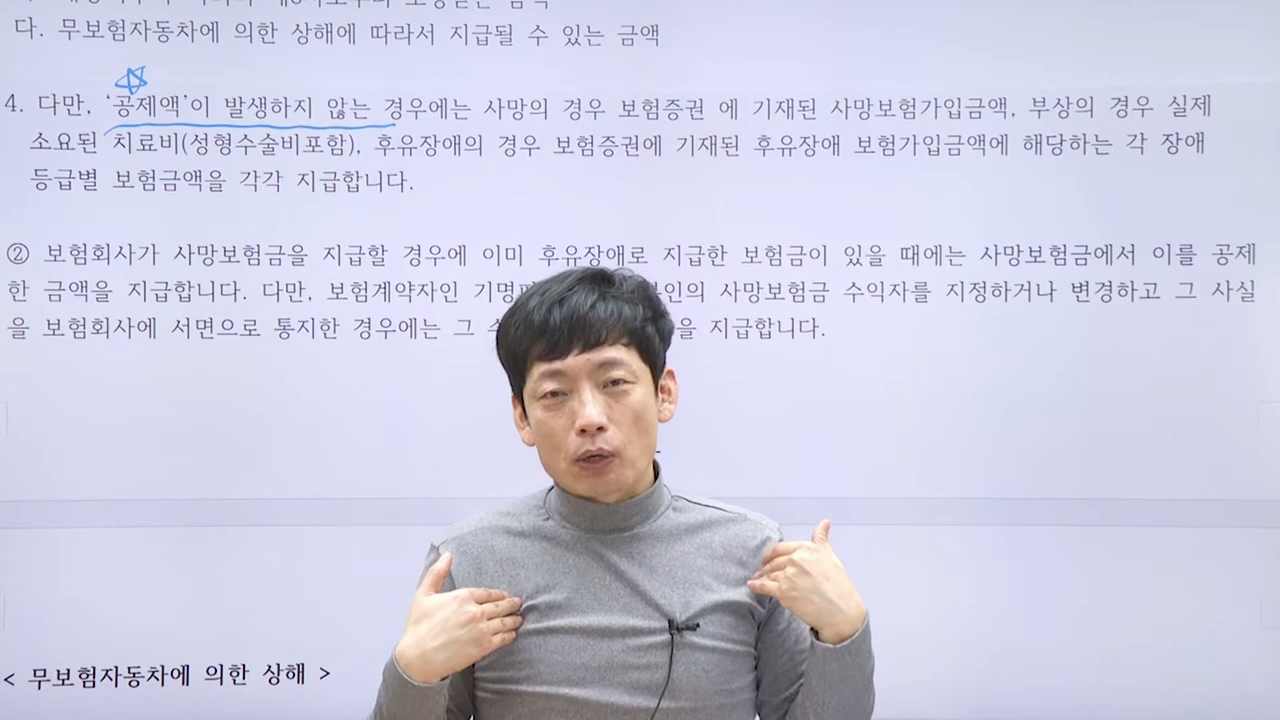 다. 무보험자동차에 의한 상해에 따라서 지급될 수 있는 금액
4. 다만, '공제액'이 발생하지 않는 경우에는 사망의 경우 보험증권 에 기재된 사망보험가입금액, 부상의 경우 실제
소요된 치료비(성형수술비포함), 후유장애의 경우 보험증권에 기재된 후유장애 보험가입금액에 해당하는 각 장애
등급별 보험금액을 각각 지급합니다.
② 보험회사가 사망보험금을 지급할 경우에 이미 후유장애로 지급한 보험금이 있을 때에는 사망보험금에서 이를 공제
한 금액을 지급합니다. 다만, 보험계약자인 사망보험금 수익자를 지정하거나 변경하고 그 사실
을 보험회사에 서면으로 통지한 경우에는 그 을 지급합니다.
< 무보험자동차에 의한 상해 >